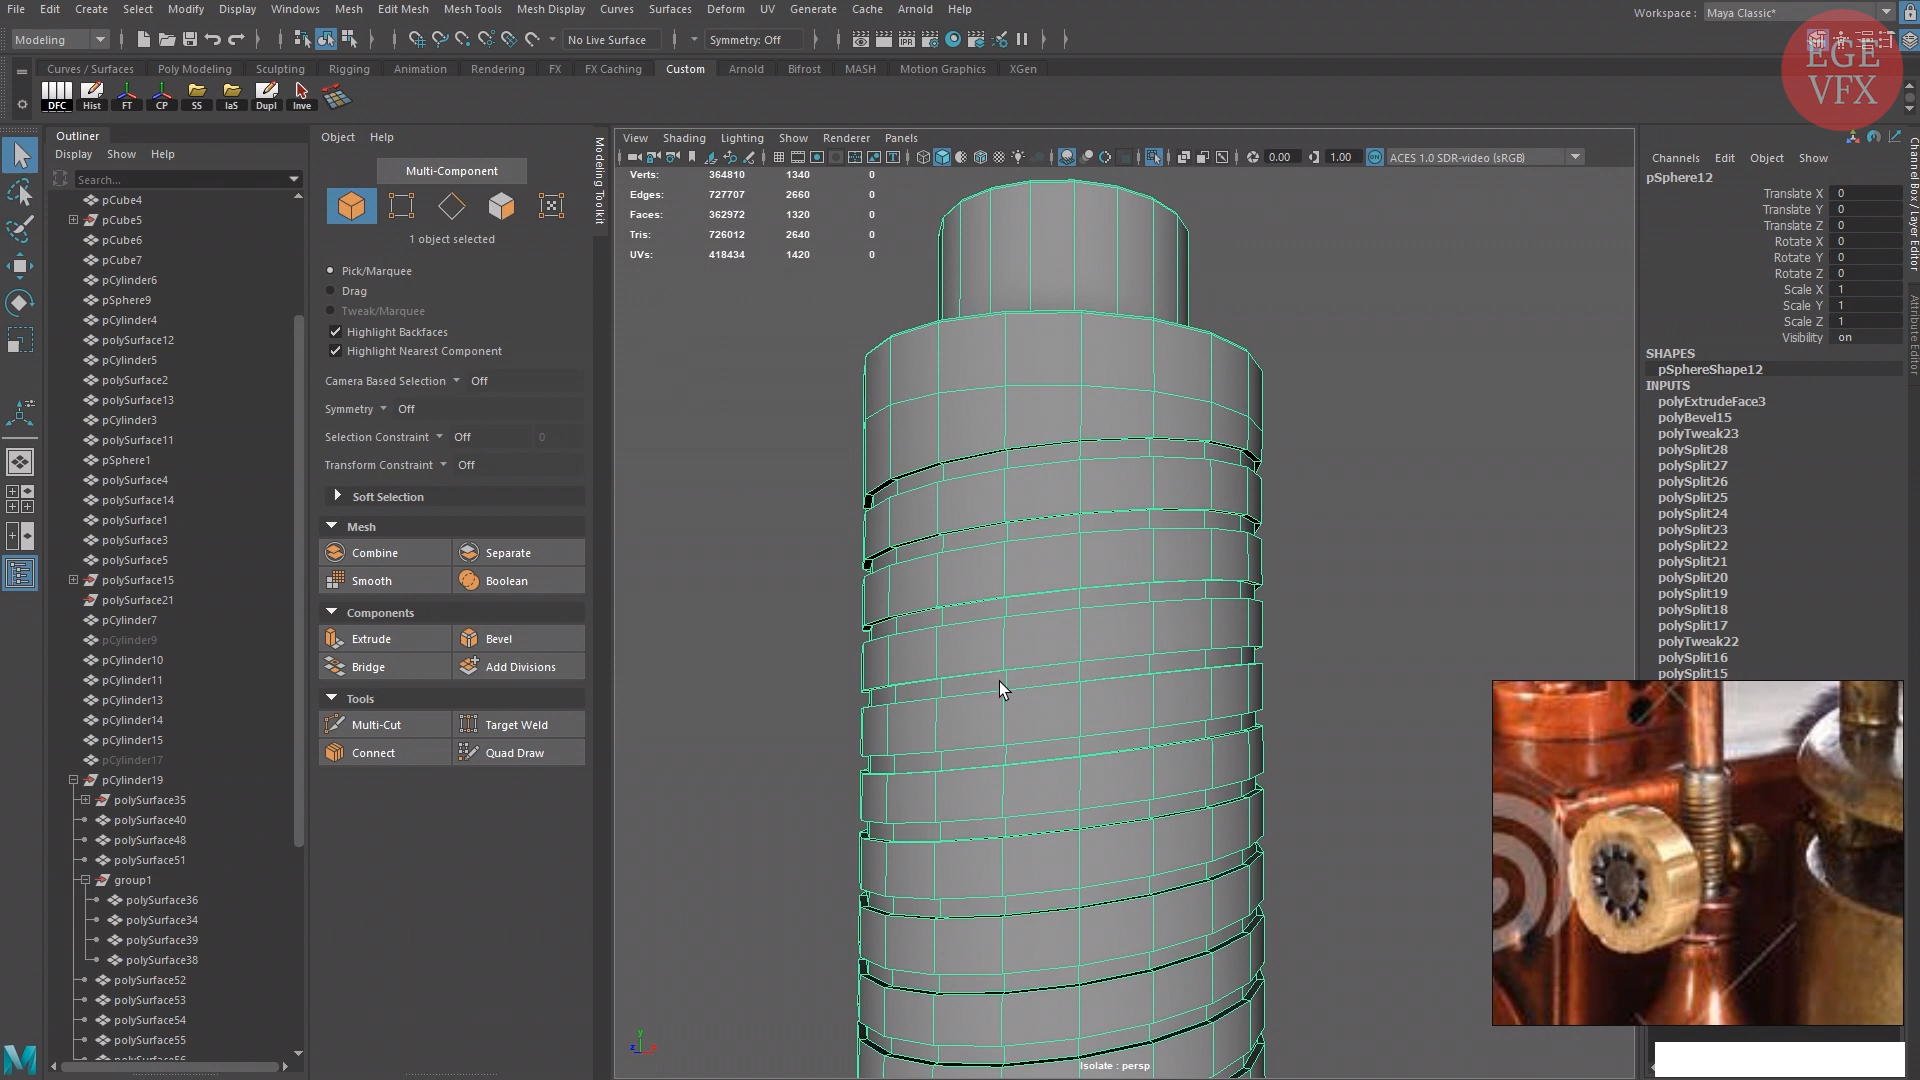 File Edit Create Select Modify Display Windows Mesh Edit Mesh Mesh Tools Mesh Display Curves Surfaces Deform UV Generate Cache Arnold Help
Workspace : Maya Classic*
Modeling
No Live Surface
Symmetry: Off
EGE
VFX
Curves / Surfaces Poly Modeling Sculpting Rigging Animation Rendering FX FX Caching Custom Arnold Bifrost MASH Motion Graphics XGen
DFC Hist FT CP SS IaS Dupl Inve
Outliner
Display Show Help
Search...
pCube4
pCube5
pCube6
pCube7
pCylinder6
pSphere9
pCylinder4
polySurface12
pCylinder5
polySurface2
polySurface13
pCylinder3
polySurface11
pSphere1
polySurface4
polySurface14
polySurface1
polySurface3
polySurface5
polySurface15
polySurface21
pCylinder7
pCylinder9
pCylinder10
pCylinder11
pCylinder13
pCylinder14
pCylinder15
pCylinder17
pCylinder19
polySurface35
polySurface40
polySurface48
polySurface51
group1
polySurface36
polySurface34
polySurface39
polySurface38
polySurface52
polySurface53
polySurface54
polySurface55
polySurface56
Object Help
Multi-Component
1 object selected
Pick/Marquee
Drag
Tweak/Marquee
Highlight Backfaces
Highlight Nearest Component
Camera Based Selection Off
Symmetry Off
Selection Constraint Off 0
Transform Constraint Off
Soft Selection
Mesh
Combine Separate
Smooth Boolean
Components
Extrude Bevel
Bridge Add Divisions
Tools
Multi-Cut Target Weld
Connect Quad Draw
Modeling Toolkit
View Shading Lighting Show Renderer Panels
0.00 1.00 ON ACES 1.0 SDR-video (sRGB)
Verts: 364810 1340 0
Edges: 727707 2660 0
Faces: 362972 1320 0
Tris: 726012 2640 0
UVs: 418434 1420 0
y
z x
Isolate : persp
Channels Edit Object Show
pSphere12
Translate X 0
Translate Y 0
Translate Z 0
Rotate X 0
Rotate Y 0
Rotate Z 0
Scale X 1
Scale Y 1
Scale Z 1
Visibility on
SHAPES
pSphereShape12
INPUTS
polyExtrudeFace3
polyBevel15
polyTweak23
polySplit28
polySplit27
polySplit26
polySplit25
polySplit24
polySplit23
polySplit22
polySplit21
polySplit20
polySplit19
polySplit18
polySplit17
polyTweak22
polySplit16
polySplit15
Channel Box / Layer Editor
Attribute Editor